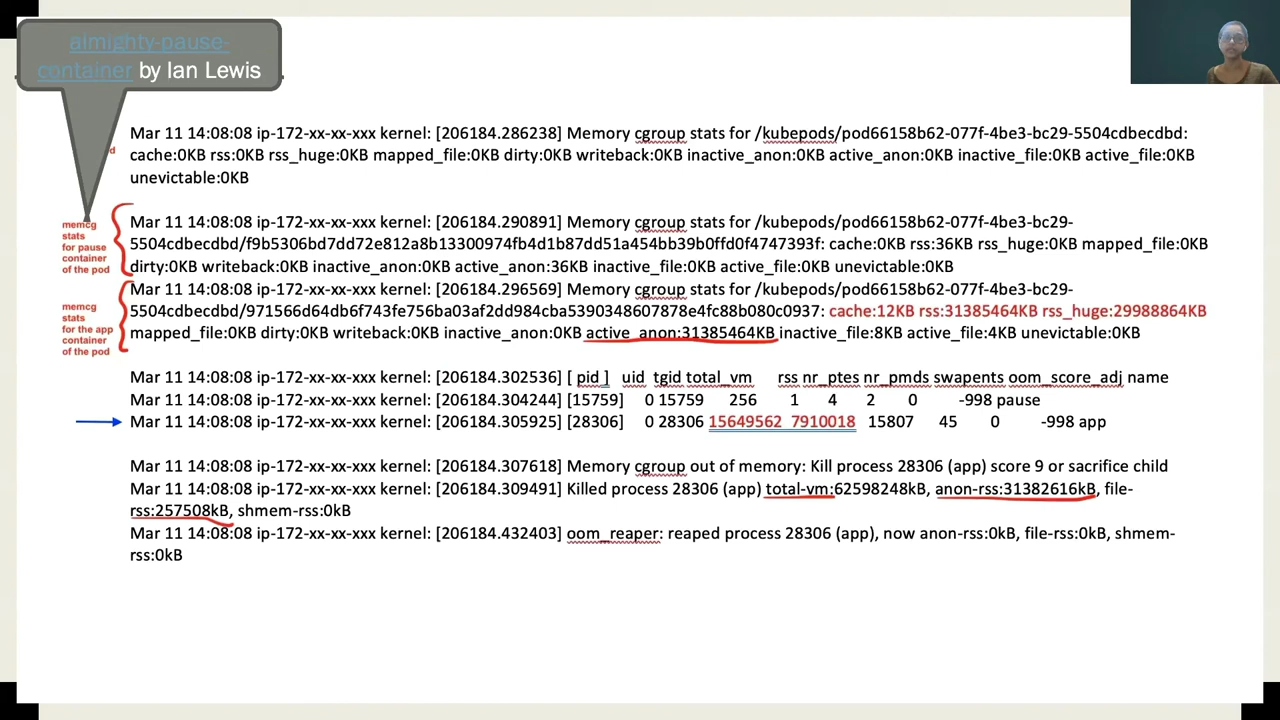 almighty-pause-
container by Ian Lewis
d
Mar 11 14:08:08 ip-172-xx-xx-xxx kernel: [206184.286238] Memory cgroup stats for /kubepods/pod66158b62-077f-4be3-bc29-5504cdbecdbd:
cache:0KB rss:0KB rss_huge:0KB mapped_file:0KB dirty:0KB writeback:0KB inactive_anon:0KB active_anon:0KB inactive_file:0KB active_file:0KB
unevictable:0KB
memcg
stats
for pause
container
of the pod
Mar 11 14:08:08 ip-172-xx-xx-xxx kernel: [206184.290891] Memory cgroup stats for /kubepods/pod66158b62-077f-4be3-bc29-
5504cdbecdbd/f9b5306bd7dd72e812a8b13300974fb4d1b87dd51a454bb39b0ffd0f4747393f: cache:0KB rss:36KB rss_huge:0KB mapped_file:0KB
dirty:0KB writeback:0KB inactive_anon:0KB active_anon:36KB inactive_file:0KB active_file:0KB unevictable:0KB
memcg
stats
for the app
container
of the pod
Mar 11 14:08:08 ip-172-xx-xx-xxx kernel: [206184.296569] Memory cgroup stats for /kubepods/pod66158b62-077f-4be3-bc29-
5504cdbecdbd/971566d64db6f743fe756ba03af2dd984cba5390348607878e4fc88b080c0937: cache:12KB rss:31385464KB rss_huge:29988864KB
mapped_file:0KB dirty:0KB writeback:0KB inactive_anon:0KB active_anon:31385464KB inactive_file:8KB active_file:4KB unevictable:0KB
Mar 11 14:08:08 ip-172-xx-xx-xxx kernel: [206184.302536] [ pid ] uid tgid total_vm rss nr_ptes nr_pmds swapents oom_score_adj name
Mar 11 14:08:08 ip-172-xx-xx-xxx kernel: [206184.304244] [15759] 0 15759 256 1 4 2 0 -998 pause
Mar 11 14:08:08 ip-172-xx-xx-xxx kernel: [206184.305925] [28306] 0 28306 15649562 7910018 15807 45 0 -998 app
Mar 11 14:08:08 ip-172-xx-xx-xxx kernel: [206184.307618] Memory cgroup out of memory: Kill process 28306 (app) score 9 or sacrifice child
Mar 11 14:08:08 ip-172-xx-xx-xxx kernel: [206184.309491] Killed process 28306 (app) total-vm:62598248kB, anon-rss:31382616kB, file-
rss:257508kB, shmem-rss:0kB
Mar 11 14:08:08 ip-172-xx-xx-xxx kernel: [206184.432403] oom_reaper: reaped process 28306 (app), now anon-rss:0kB, file-rss:0kB, shmem-
rss:0kB